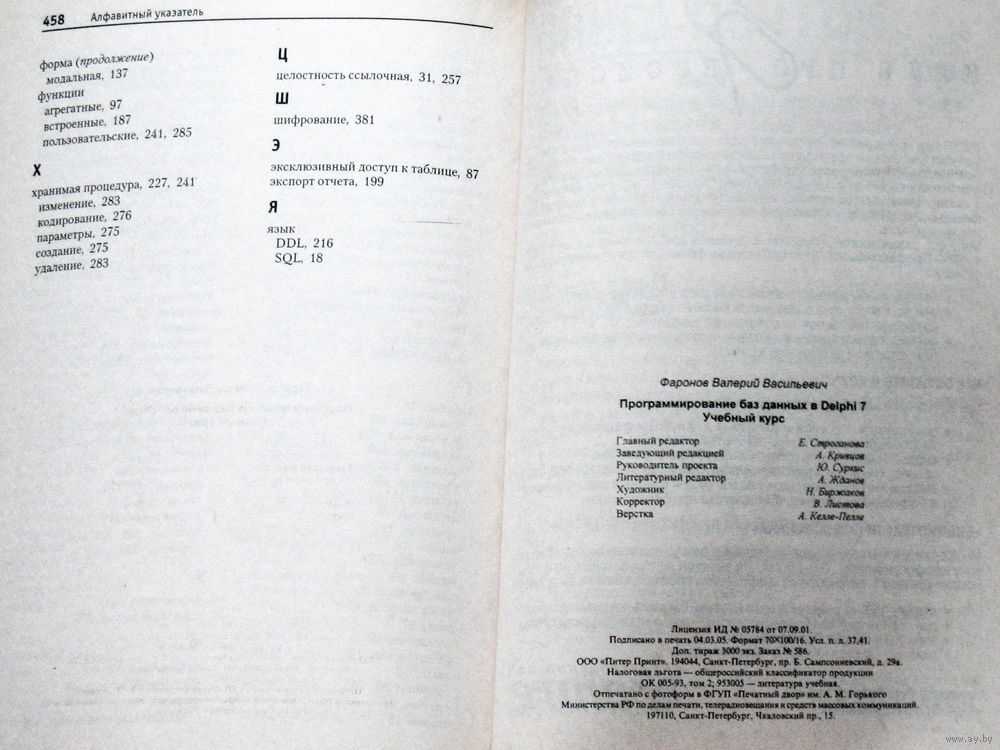 458 Алфавитный указатель
форма (продолжение)
модальная, 137
функции
агрегатные, 97
встроенные, 187
пользовательские, 241, 285
Х
хранимая процедура, 227, 241
изменение, 283
кодирование, 276
параметры, 275
создание, 275
удаление, 283
Ц
целостность ссылочная, 31, 257
Ш
шифрование, 381
Э
эксклюзивный доступ к таблице, 87
экспорт отчета, 199
Я
язык
DDL, 216
SQL, 18
Фаронов Валерий Васильевич
Программирование баз данных в Delphi 7
Учебный курс
Главный редактор Е. Строганова
Заведующий редакцией А. Кривцов
Руководитель проекта Ю. Суркис
Литературный редактор А. Жданов
Художник Н. Биржаков
Корректор В. Листова
Верстка А. Келле-Пелле
Лицензия ИД № 05784 от 07.09.01.
Подписано в печать 04.03.05. Формат 70Х100/16. Усл. п. л. 37,41.
Доп. тираж 3000 экз. Заказ № 586.
ООО «Питер Принт». 194044, Санкт-Петербург, пр. Б. Сампсониевский, д. 29а.
Налоговая льгота — общероссийский классификатор продукции
ОК 005-93, том 2; 953005 — литература учебная.
Отпечатано с фотоформ в ФГУП «Печатный двор» им. А. М. Горького
Министерства РФ по делам печати, телерадиовещания и средств массовых коммуникаций.
197110, Санкт-Петербург, Чкаловский пр., 15.
www.ay.by